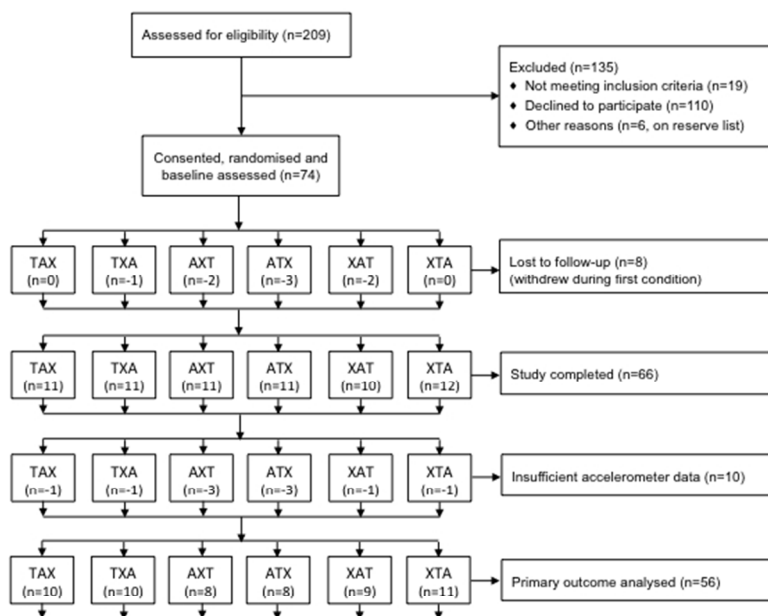 Assessed for eligibility (n=209)
Excluded (n=135)
♦ Not meeting inclusion criteria (n=19)
♦ Declined to participate (n=110)
♦ Other reasons (n=6, on reserve list)
Consented, randomised and
baseline assessed (n=74)
TAX
(n=0)
TXA
(n=-1)
AXT
(n=-2)
ATX
(n=-3)
XAT
(n=-2)
XTA
(n=0)
Lost to follow-up (n=8)
(withdrew during first condition)
TAX
(n=11)
TXA
(n=11)
AXT
(n=11)
ATX
(n=11)
XAT
(n=10)
XTA
(n=12)
Study completed (n=66)
TAX
(n=-1)
TXA
(n=-1)
AXT
(n=-3)
ATX
(n=-3)
XAT
(n=-1)
XTA
(n=-1)
Insufficient accelerometer data (n=10)
TAX
(n=10)
TXA
(n=10)
AXT
(n=8)
ATX
(n=8)
XAT
(n=9)
XTA
(n=11)
Primary outcome analysed (n=56)